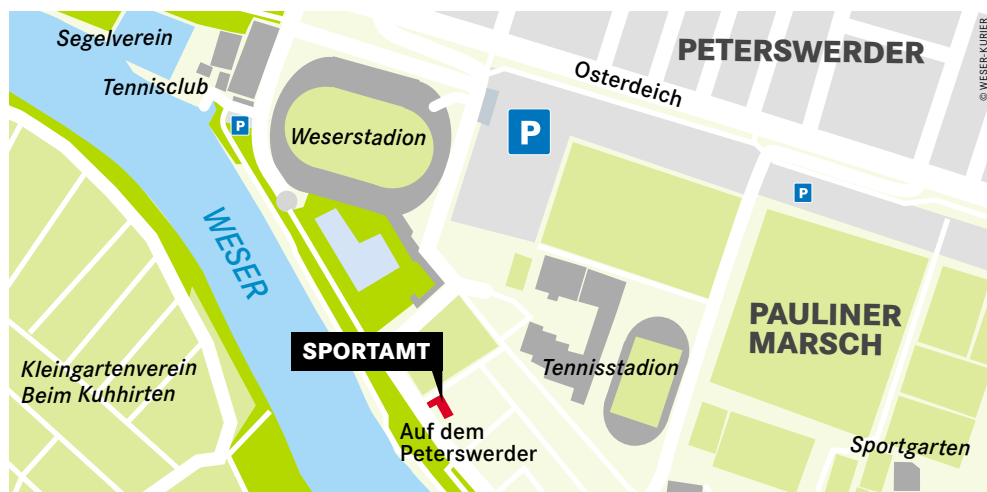 Segelverein
Tennisclub
P
Weserstadion
WESER
Osterdeich
PETERSWERDER
P
P
PAULINER
MARSCH
SPORTAMT
Auf dem
Peterswerder
Tennisstadion
Kleingartenverein
Beim Kuhhirten
Sportgarten
© WESER-KURIER